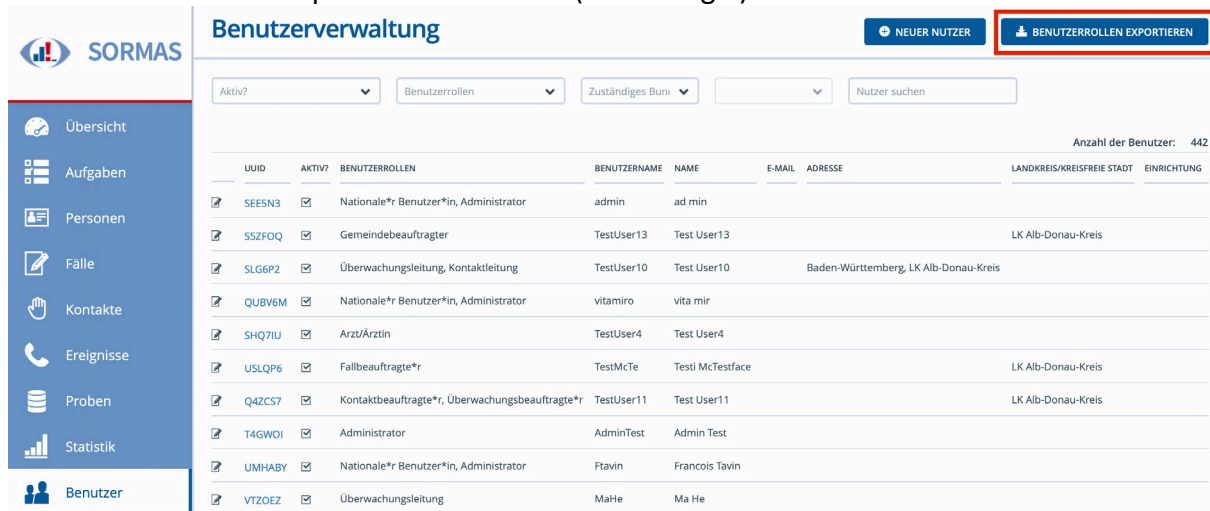 Benutzerverwaltung
NEUER NUTZER
BENUTZERROLLEN EXPORTIEREN
SORMAS
Aktiv?
Benutzerrollen
Zuständiges Bun
Nutzer suchen
Übersicht
Aufgaben
Personen
Fälle
Kontakte
Ereignisse
Proben
Statistik
Benutzer
Anzahl der Benutzer: 442
UUID AKTIV? BENUTZERROLLEN BENUTZERNAME NAME E-MAIL ADRESSE LANDKREIS/KREISFREIE STADT EINRICHTUNG
SEE5N3 Nationale*r Benutzer*in, Administrator admin ad min
S5ZFOQ Gemeindebeauftragter TestUser13 Test User13 LK Alb-Donau-Kreis
SLG6P2 Überwachungsleitung, Kontaktleitung TestUser10 Test User10 Baden-Württemberg, LK Alb-Donau-Kreis
QUBV6M Nationale*r Benutzer*in, Administrator vitamiro vita mir
SHQ7IU Arzt/Ärztin TestUser4 Test User4
USLQP6 Fallbeauftragte*r TestMcTe Testi McTestface LK Alb-Donau-Kreis
Q4ZCS7 Kontaktbeauftragte*r, Überwachungsbeauftragte*r TestUser11 Test User11 LK Alb-Donau-Kreis
T4GWOI Administrator AdminTest Admin Test
UMHABY Nationale*r Benutzer*in, Administrator Ftavin Francois Tavin
VTZOEZ Überwachungsleitung MaHe Ma He